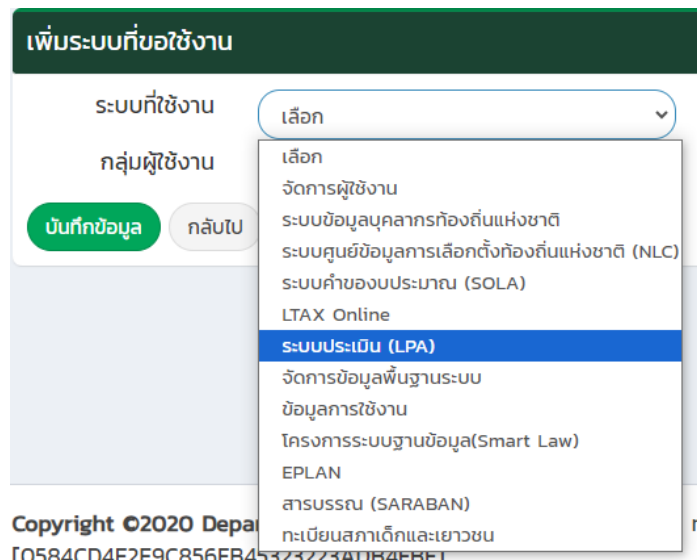 เพิ่มระบบที่ขอใช้งาน
ระบบที่ใช้งาน
เลือก
กลุ่มผู้ใช้งาน
เลือก
จัดการผู้ใช้งาน
ระบบข้อมูลบุคลากรท้องถิ่นแห่งชาติ
บันทึกข้อมูล กลับไป
ระบบศูนย์ข้อมูลการเลือกตั้งท้องถิ่นแห่งชาติ (NLC)
ระบบคำของบประมาณ (SOLA)
LTAX Online
ระบบประเมิน (LPA)
จัดการข้อมูลพื้นฐานระบบ
ข้อมูลการใช้งาน
โครงการระบบฐานข้อมูล(Smart Law)
EPLAN
สารบรรณ (SARABAN)
Copyright ©2020 Depar
ทะเบียนสภาเด็กและเยาวชน